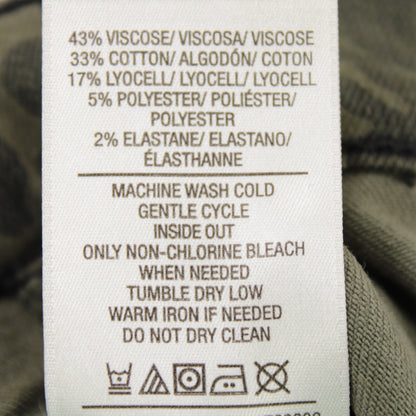 43% VISCOSE/ VISCOSA/ VISCOSE
33% COTTON/ ALGODÓN/ COTON
17% LYOCELL/ LYOCELL/ LYOCELL
5% POLYESTER/ POLIÉSTER/
POLYESTER
2% ELASTANE/ ELASTANO/
ÉLASTHANNE
MACHINE WASH COLD
GENTLE CYCLE
INSIDE OUT
ONLY NON-CHLORINE BLEACH
WHEN NEEDED
TUMBLE DRY LOW
WARM IRON IF NEEDED
DO NOT DRY CLEAN